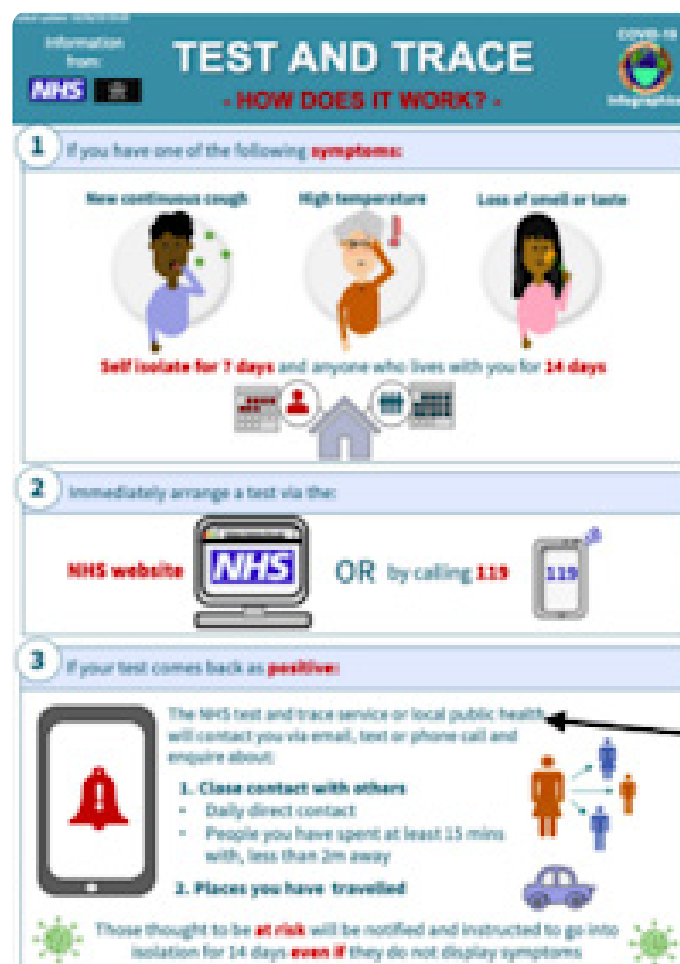 Information
from:
NHS
TEST AND TRACE
- HOW DOES IT WORK? -
COVID-19
Infographics
1
If you have one of the following symptoms:
New continuous cough
High temperature
Loss of smell or taste
Self isolate for 7 days and anyone who lives with you for 14 days
2
Immediately arrange a test via the:
NHS website
NHS
OR by calling 119
119
3
If your test comes back as positive:
The NHS test and trace service or local public health
will contact you via email, text or phone call and
enquire about:
1. Close contact with others
• Daily direct contact
• People you have spent at least 15 mins
with, less than 2m away
2. Places you have travelled
Those thought to be at risk will be notified and instructed to go into
isolation for 14 days even if they do not display symptoms